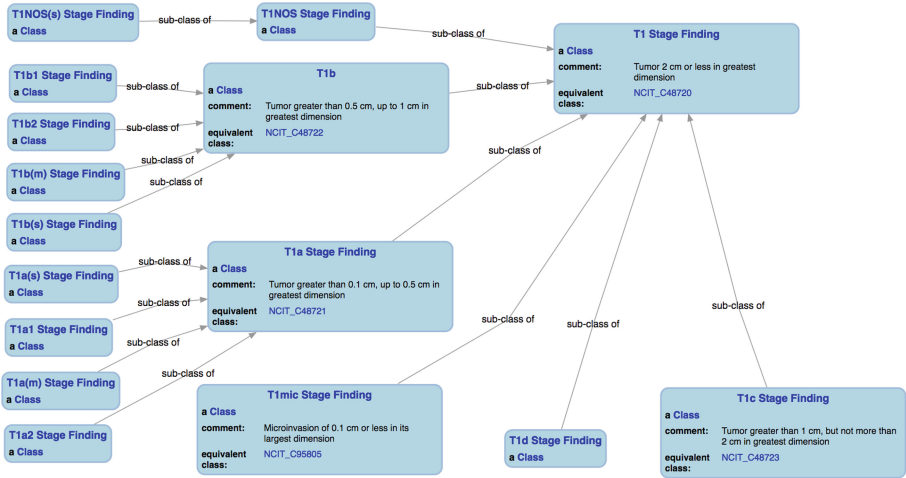 T1NOS(s) Stage Finding
a Class
sub-class of
T1NOS Stage Finding
a Class
sub-class of
T1 Stage Finding
a Class
comment: Tumor 2 cm or less in greatest
dimension
equivalent NCIT_C48720
class:
T1b1 Stage Finding
a Class
sub-class of
T1b
a Class
comment: Tumor greater than 0.5 cm, up to 1 cm in
greatest dimension
equivalent NCIT_C48722
class:
sub-class of
T1b2 Stage Finding
a Class
sub-class of
T1b(m) Stage Finding
a Class
sub-class of
T1b(s) Stage Finding
a Class
sub-class of
T1a(s) Stage Finding
a Class
sub-class of
T1a Stage Finding
a Class
comment: Tumor greater than 0.1 cm, up to 0.5 cm in
greatest dimension
equivalent NCIT_C48721
class:
sub-class of
T1a1 Stage Finding
a Class
sub-class of
T1a(m) Stage Finding
a Class
sub-class of
T1a2 Stage Finding
a Class
sub-class of
T1mic Stage Finding
a Class
comment: Microinvasion of 0.1 cm or less in its
largest dimension
equivalent NCIT_C95805
class:
sub-class of
T1d Stage Finding
a Class
sub-class of
T1c Stage Finding
a Class
comment: Tumor greater than 1 cm, but not more than
2 cm in greatest dimension
equivalent NCIT_C48723
class:
sub-class of